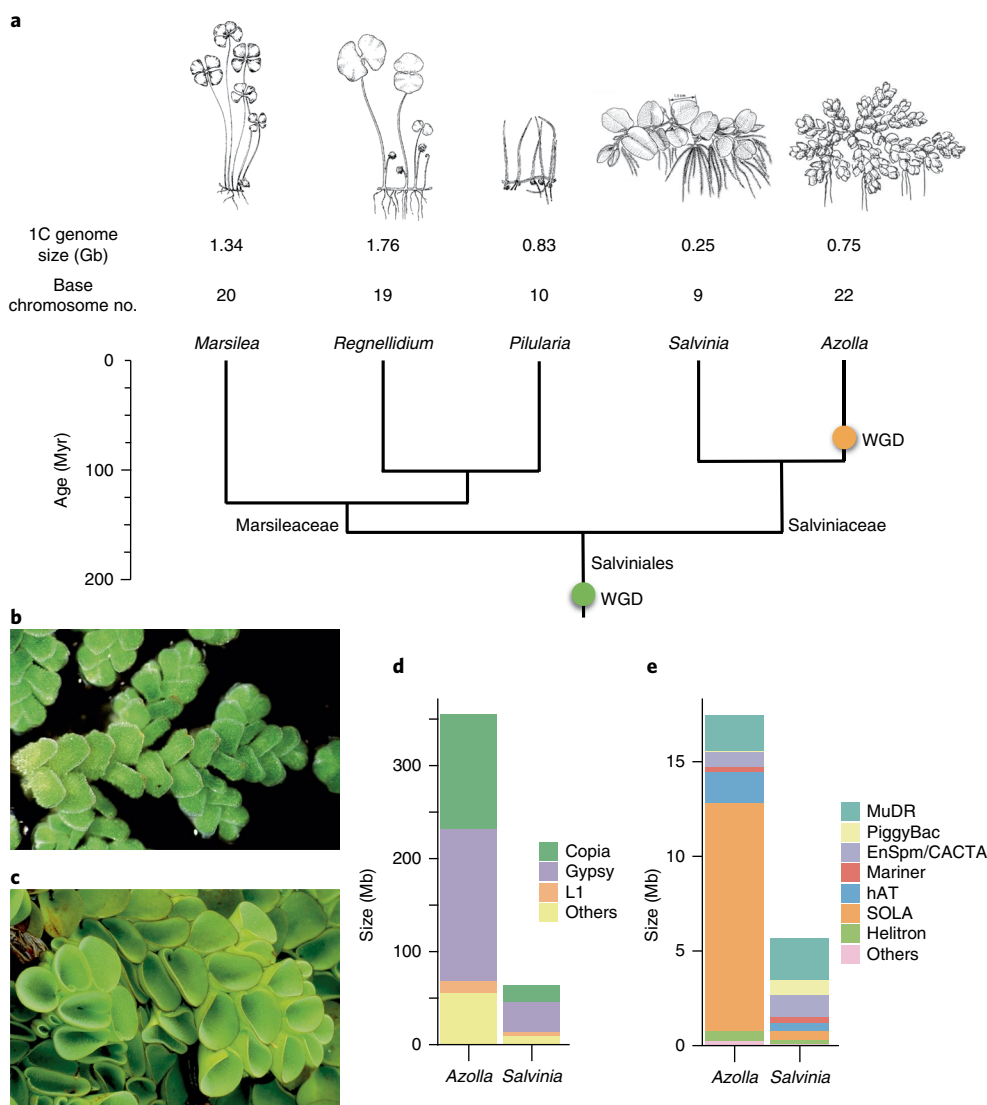 a
1C genome
size (Gb)
1.34
1.76
0.83
0.25
0.75
Base
chromosome no.
20
19
10
9
22
Marsilea
Regnellidium
Pilularia
Salvinia
Azolla
0
100
200
Age (Myr)
WGD
Marsileaceae
Salviniaceae
Salviniales
WGD
b
c
d
Size (Mb)
300
200
100
0
Azolla
Salvinia
Copia
Gypsy
L1
Others
e
Size (Mb)
15
10
5
0
Azolla
Salvinia
MuDR
PiggyBac
EnSpm/CACTA
Mariner
hAT
SOLA
Helitron
Others